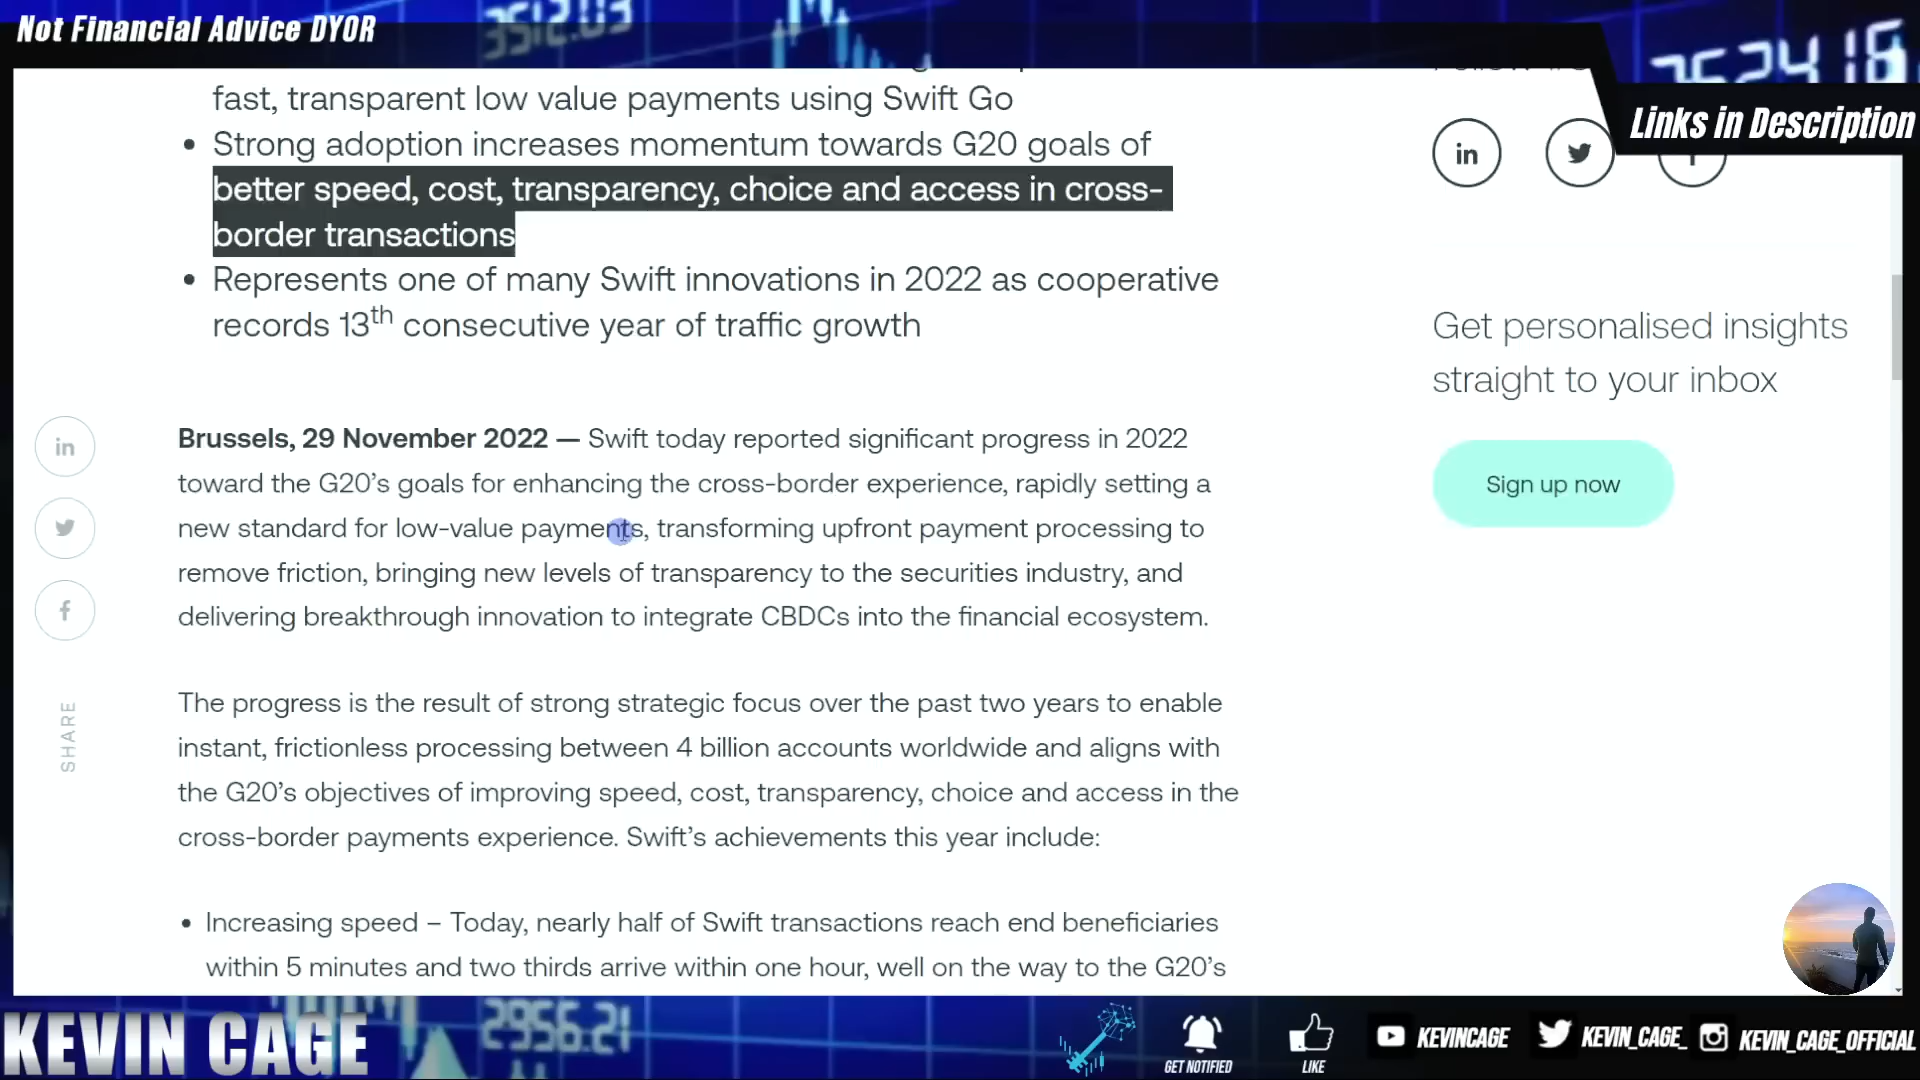 Not Financial Advice DYOR
3512.03
Links in Description
fast, transparent low value payments using Swift Go
• Strong adoption increases momentum towards G20 goals of
better speed, cost, transparency, choice and access in cross-
border transactions
• Represents one of many Swift innovations in 2022 as cooperative
records 13th consecutive year of traffic growth
in
Get personalised insights
straight to your inbox
Sign up now
in
f
SHARE
Brussels, 29 November 2022 — Swift today reported significant progress in 2022
toward the G20’s goals for enhancing the cross-border experience, rapidly setting a
new standard for low-value payments, transforming upfront payment processing to
remove friction, bringing new levels of transparency to the securities industry, and
delivering breakthrough innovation to integrate CBDCs into the financial ecosystem.
The progress is the result of strong strategic focus over the past two years to enable
instant, frictionless processing between 4 billion accounts worldwide and aligns with
the G20’s objectives of improving speed, cost, transparency, choice and access in the
cross-border payments experience. Swift’s achievements this year include:
• Increasing speed – Today, nearly half of Swift transactions reach end beneficiaries
within 5 minutes and two thirds arrive within one hour, well on the way to the G20’s
KEVIN CAGE
2956.21
GET NOTIFIED
LIKE
KEVINCAGE
KEVIN_CAGE_
KEVIN_CAGE_OFFICIAL